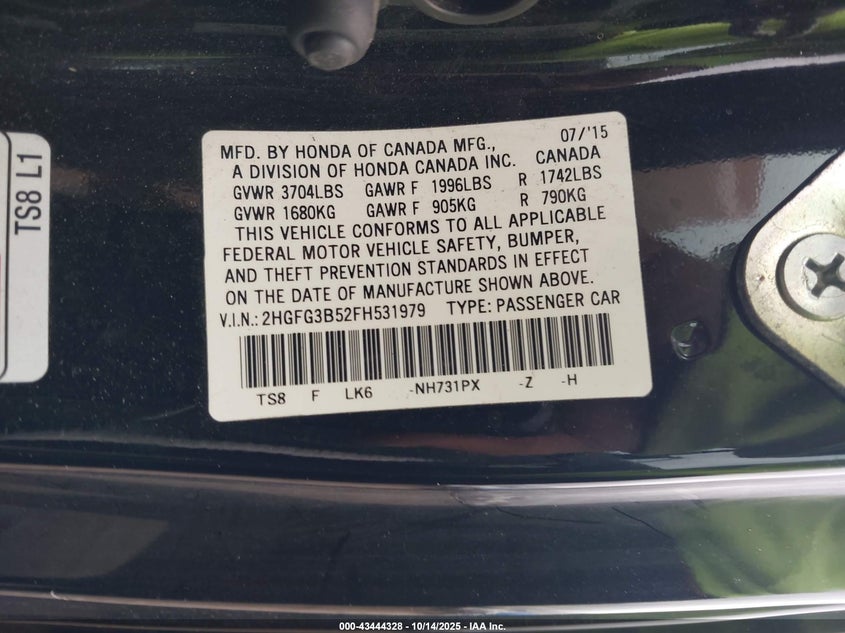 TS8 L1
MFD. BY HONDA OF CANADA MFG., 07/'15
A DIVISION OF HONDA CANADA INC. CANADA
GVWR 3704LBS GAWR F 1996LBS R 1742LBS
GVWR 1680KG GAWR F 905KG R 790KG
THIS VEHICLE CONFORMS TO ALL APPLICABLE
FEDERAL MOTOR VEHICLE SAFETY, BUMPER,
AND THEFT PREVENTION STANDARDS IN EFFECT
ON THE DATE OF MANUFACTURE SHOWN ABOVE.
V.I.N.: 2HGFG3B52FH531979 TYPE: PASSENGER CAR
TS8 F LK6 -NH731PX -Z -H
000-43444328 - 10/14/2025 - IAA Inc.